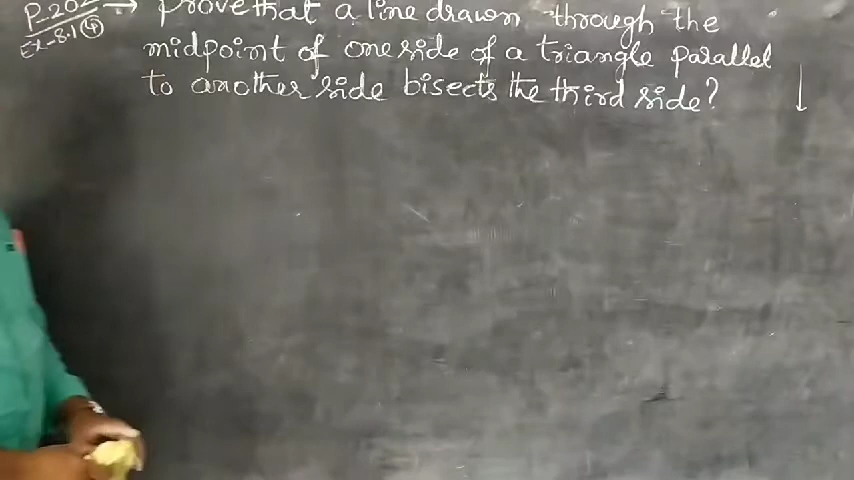 P-202 → prove that a line drawn through the
Ex-8.1 ④ midpoint of one side of a triangle parallel
to another side bisects the third side?